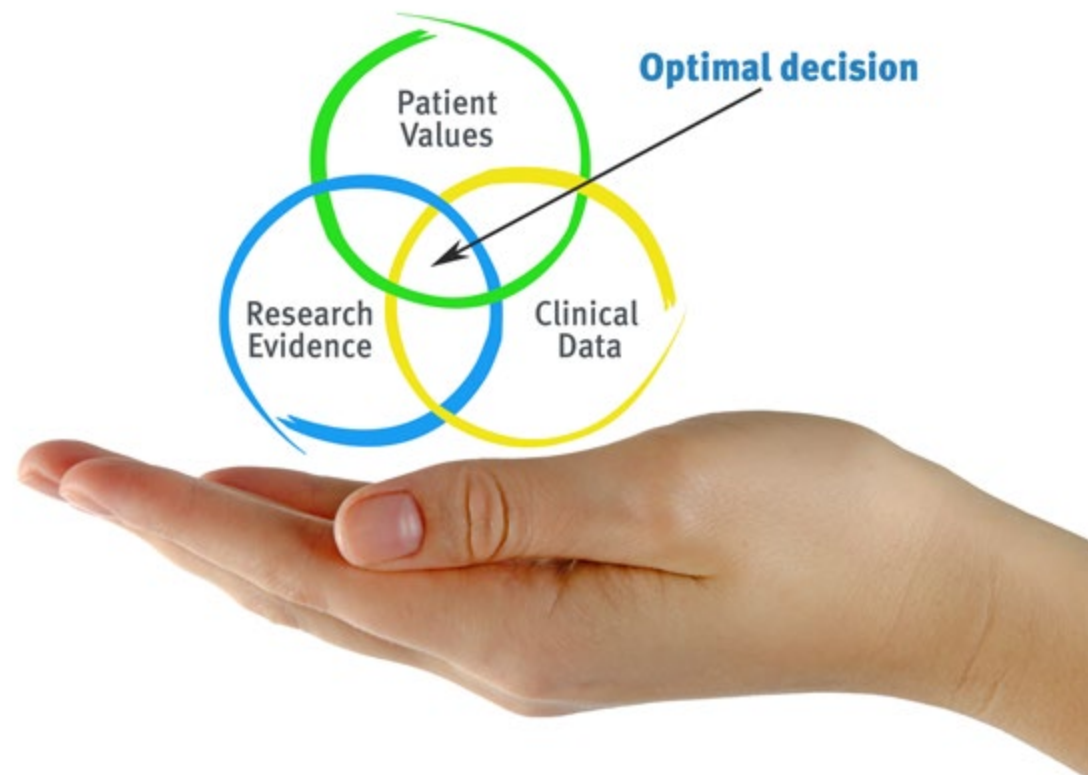 Optimal decision
Patient
Values
Research
Evidence
Clinical
Data